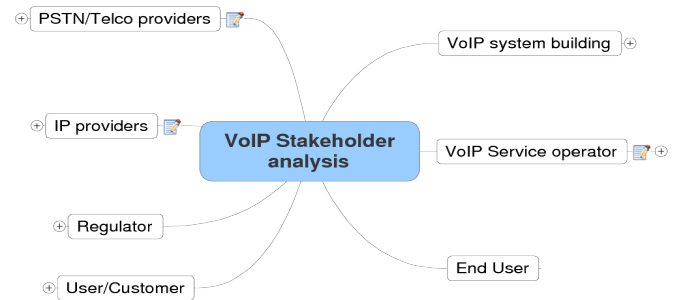 PSTN/Telco providers
VoIP system building
IP providers
VoIP Stakeholder
analysis
VoIP Service operator
Regulator
End User
User/Customer